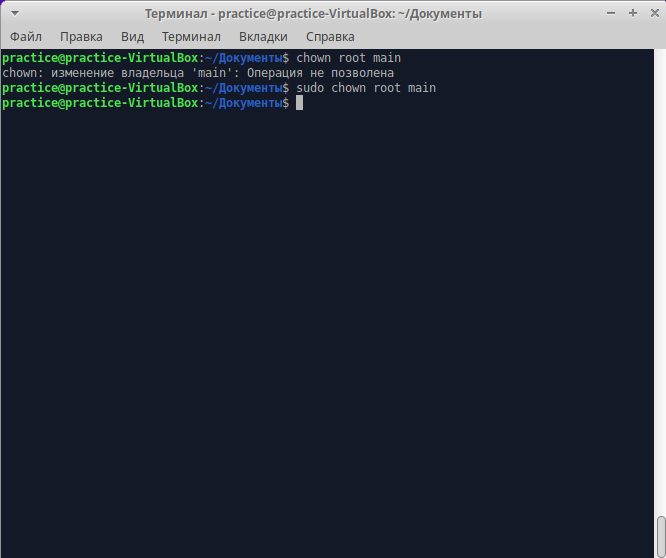 Терминал - practice@practice-VirtualBox: ~/Документы
Файл Правка Вид Терминал Вкладки Справка
practice@practice-VirtualBox:~/Документы$ chown root main
chown: изменение владельца 'main': Операция не позволена
practice@practice-VirtualBox:~/Документы$ sudo chown root main
practice@practice-VirtualBox:~/Документы$